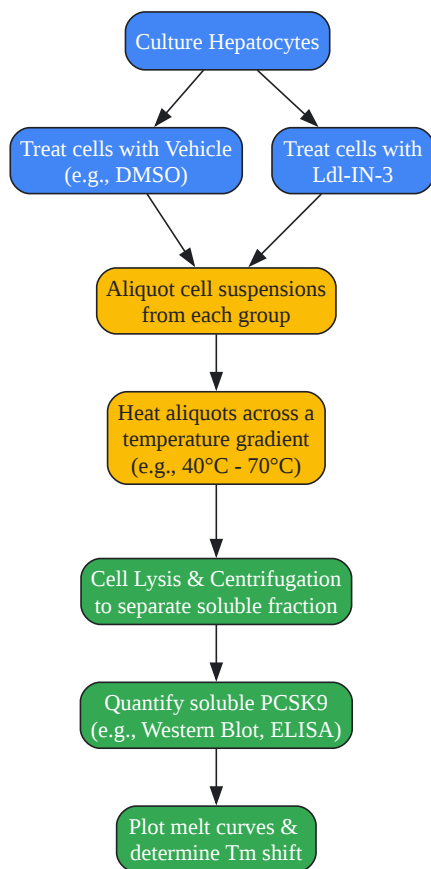 Culture Hepatocytes
Treat cells with Vehicle
(e.g., DMSO)
Treat cells with
Ldl-IN-3
Aliquot cell suspensions
from each group
Heat aliquots across a
temperature gradient
(e.g., 40°C - 70°C)
Cell Lysis & Centrifugation
to separate soluble fraction
Quantify soluble PCSK9
(e.g., Western Blot, ELISA)
Plot melt curves &
determine Tm shift